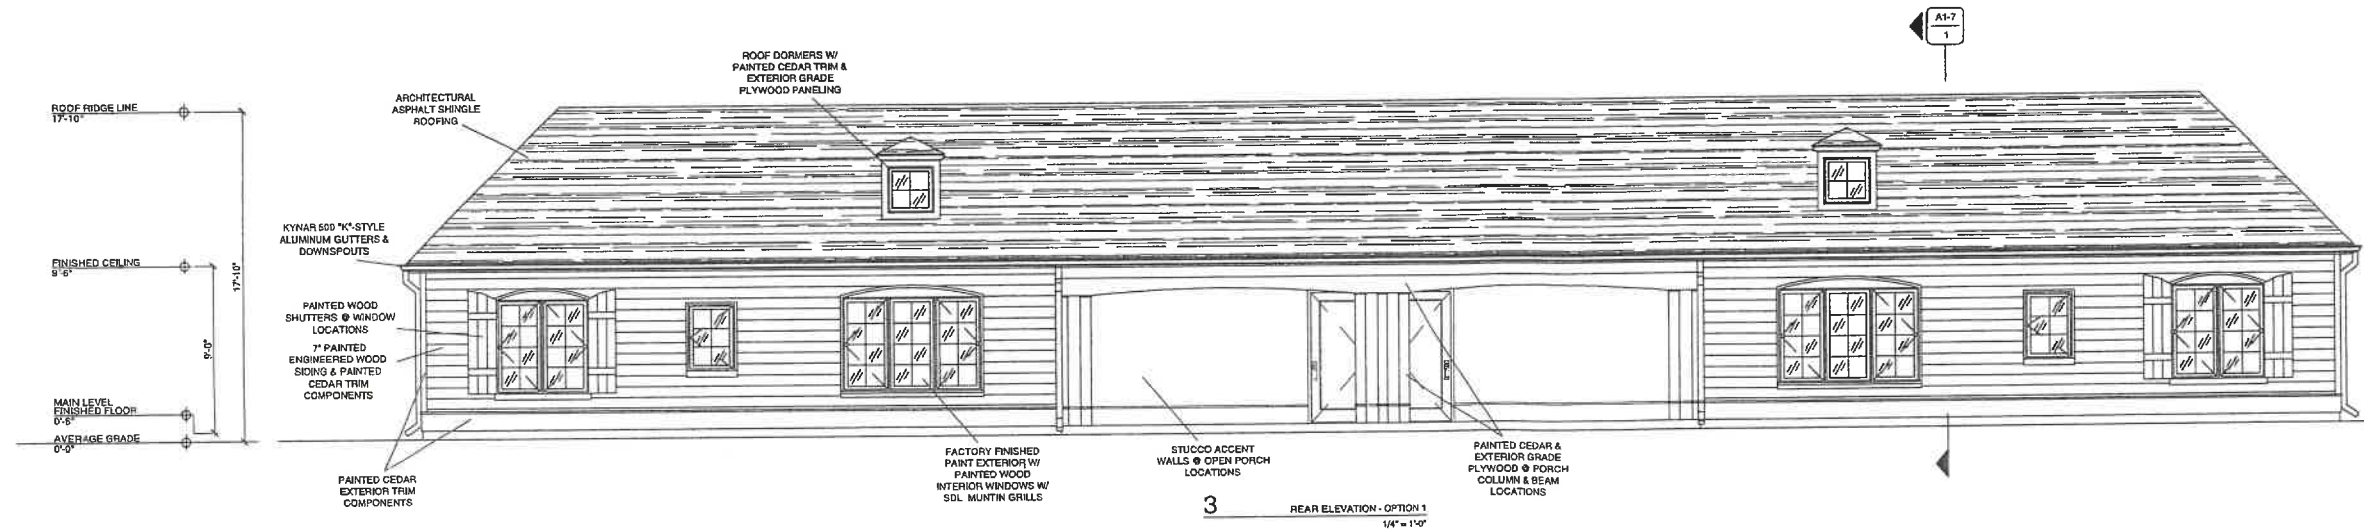 A1-7
1
ROOF DORMERS W/
PAINTED CEDAR TRIM &
EXTERIOR GRADE
PLYWOOD PANELING
ARCHITECTURAL
ASPHALT SHINGLE
ROOFING
ROOF RIDGE LINE
17'-10"
KYNAR 500 "K"-STYLE
ALUMINUM GUTTERS &
DOWNSPOUTS
FINISHED CEILING
9'-6"
17'-10"
9'-0"
PAINTED WOOD
SHUTTERS @ WINDOW
LOCATIONS
7" PAINTED
ENGINEERED WOOD
SIDING & PAINTED
CEDAR TRIM
COMPONENTS
MAIN LEVEL
FINISHED FLOOR
0'-6"
AVERAGE GRADE
0'-0"
PAINTED CEDAR
EXTERIOR TRIM
COMPONENTS
FACTORY FINISHED
PAINT EXTERIOR W/
PAINTED WOOD
INTERIOR WINDOWS W/
SDL MUNTIN GRILLS
STUCCO ACCENT
WALLS @ OPEN PORCH
LOCATIONS
PAINTED CEDAR &
EXTERIOR GRADE
PLYWOOD @ PORCH
COLUMN & BEAM
LOCATIONS
3
REAR ELEVATION - OPTION 1
1/4" = 1'-0"